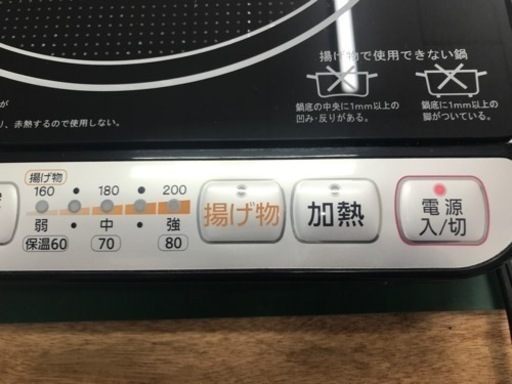 揚げ物で使用できない鍋
鍋底の中央に1mm以上の
凹み・反りがある。
鍋底に1mm以上の
脚がついている。
が
り、赤熱するので使用しない。
揚げ物
160 • 180 • 200
弱 • 中 • 強
保温60 70 80
揚げ物
加熱
電源
入/切